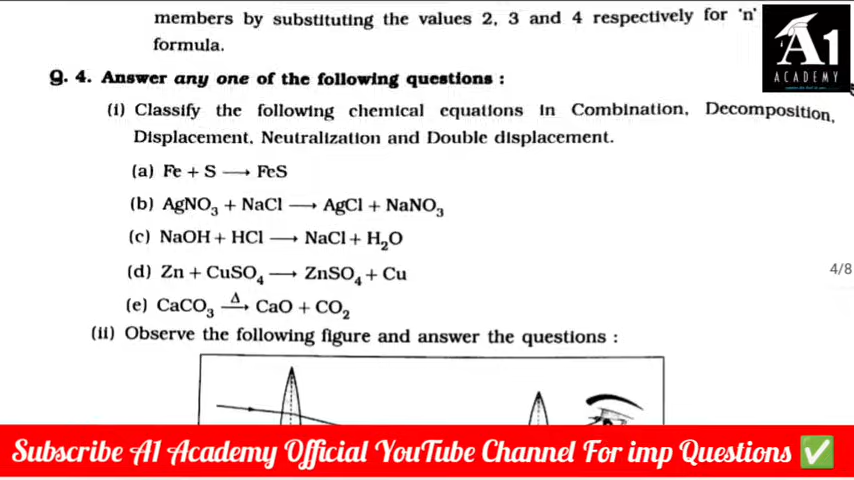 members by substituting the values 2, 3 and 4 respectively for 'n'
formula.
A1
ACADEMY
Q. 4. Answer any one of the following questions :
(i) Classify the following chemical equations in Combination, Decomposition,
Displacement, Neutralization and Double displacement.
(a) Fe + S ⟶ FeS
(b) AgNO₃ + NaCl ⟶ AgCl + NaNO₃
(c) NaOH + HCl ⟶ NaCl + H₂O
(d) Zn + CuSO₄ ⟶ ZnSO₄ + Cu
4/8
(e) CaCO₃ —Δ→ CaO + CO₂
(ii) Observe the following figure and answer the questions :
Subscribe A1 Academy Official YouTube Channel For imp Questions ✅